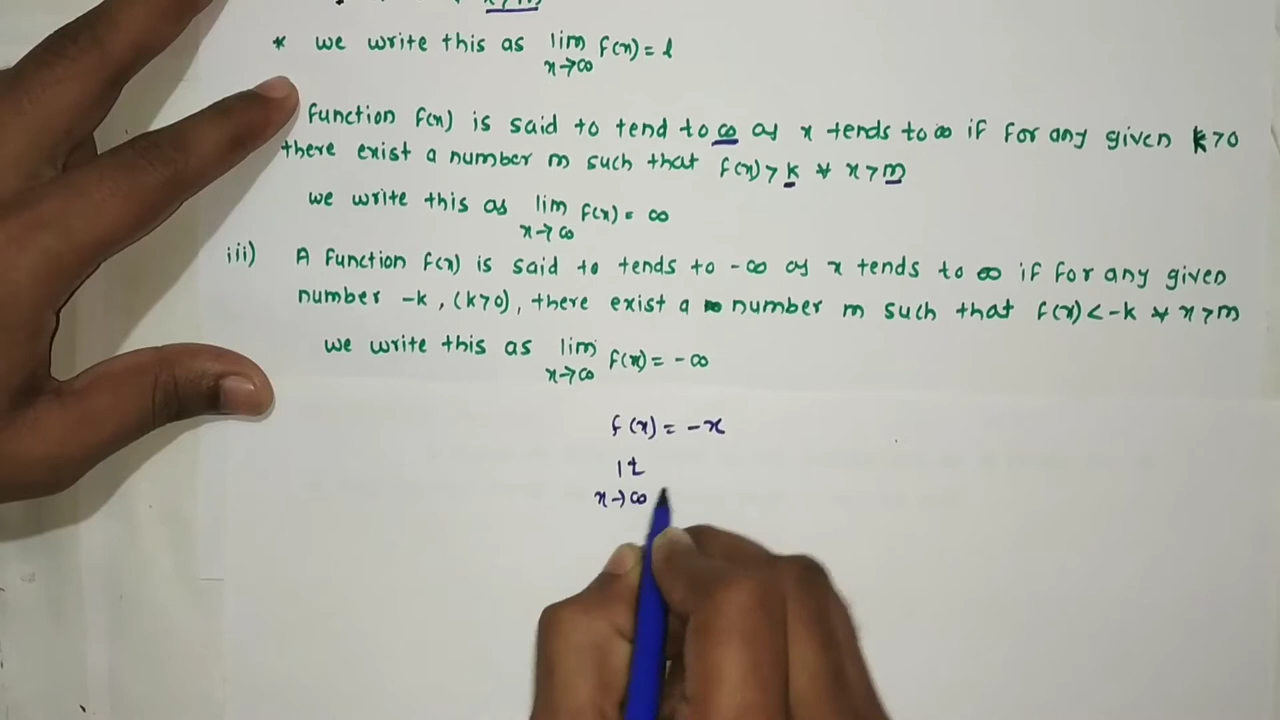 x>m
* we write this as lim f(x) = l
x→∞
function f(x) is said to tend to ∞ as x tends to ∞ if for any given k>0
there exist a number m such that f(x)>k ∀ x>m
we write this as lim f(x) = ∞
x→∞
iii) A function f(x) is said to tends to -∞ as x tends to ∞ if for any given
number -k, (k>0), there exist a number m such that f(x)<-k ∀ x>m
we write this as lim f(x) = -∞
x→∞
f(x) = -x
lt
x→∞